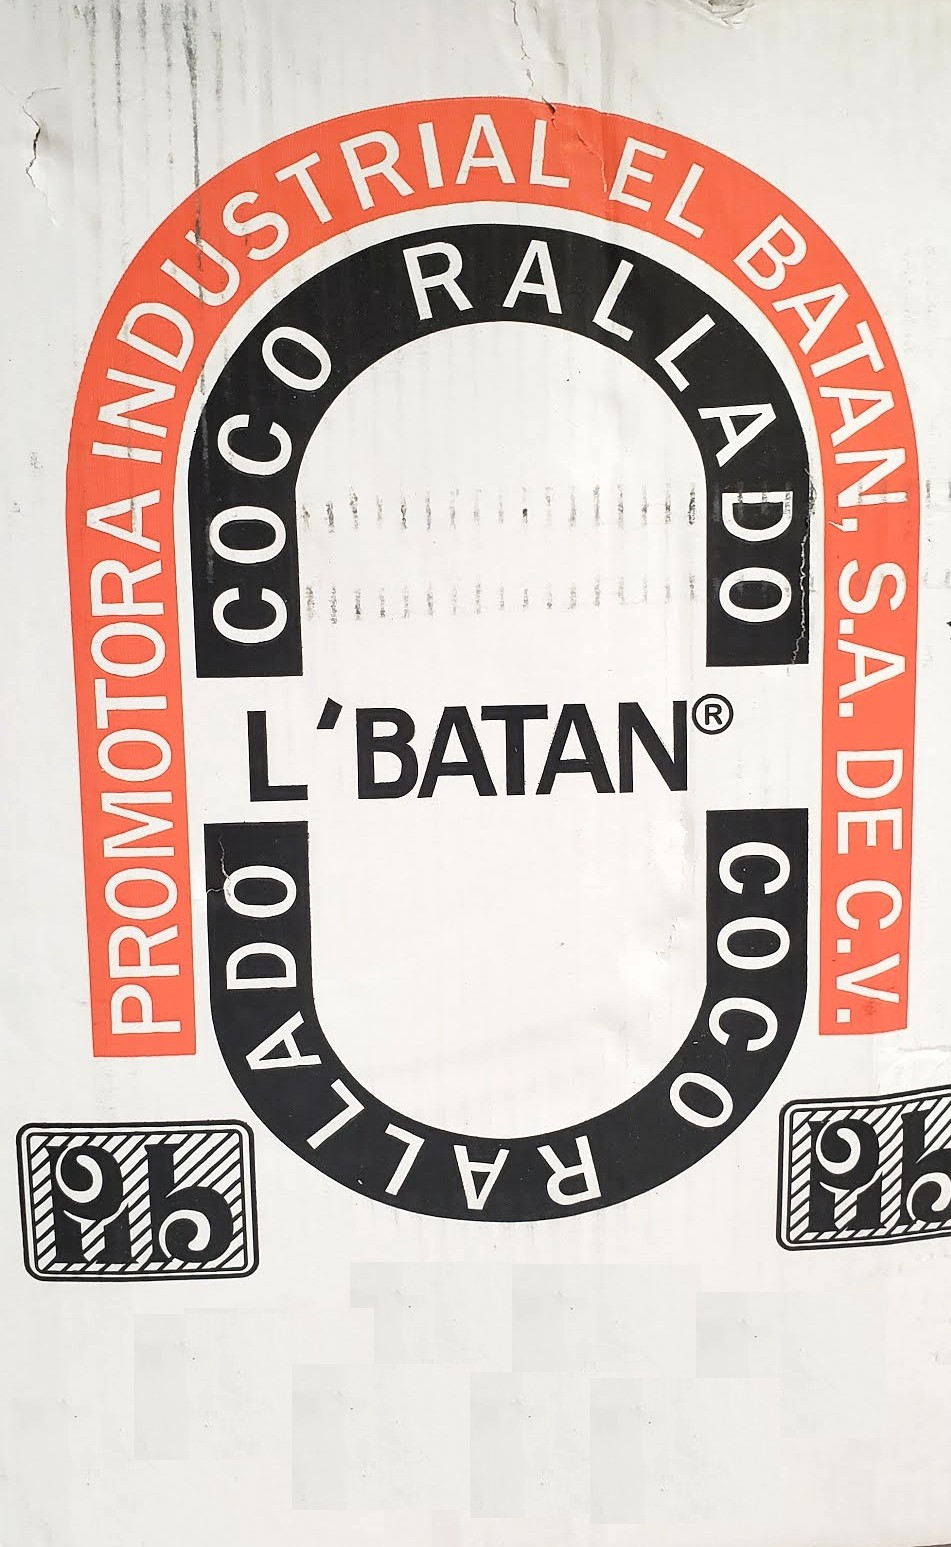 PROMOTORA INDUSTRIAL EL BATAN, S.A. DE C.V.
COCO RALLADO
L'BATAN®
COCO RALLADO